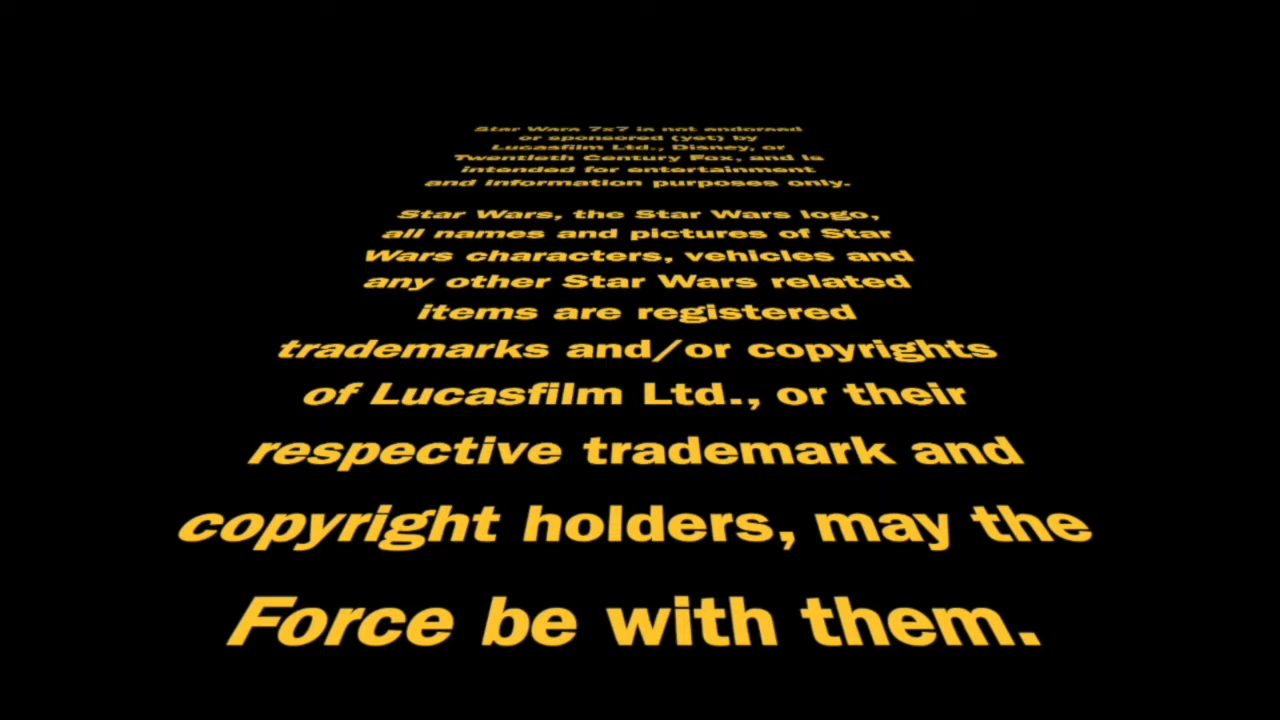 Star Wars 7x7 is not endorsed
or sponsored (yet) by
Lucasfilm Ltd., Disney, or
Twentieth Century Fox, and is
intended for entertainment
and information purposes only.
Star Wars, the Star Wars logo,
all names and pictures of Star
Wars characters, vehicles and
any other Star Wars related
items are registered
trademarks and/or copyrights
of Lucasfilm Ltd., or their
respective trademark and
copyright holders, may the
Force be with them.